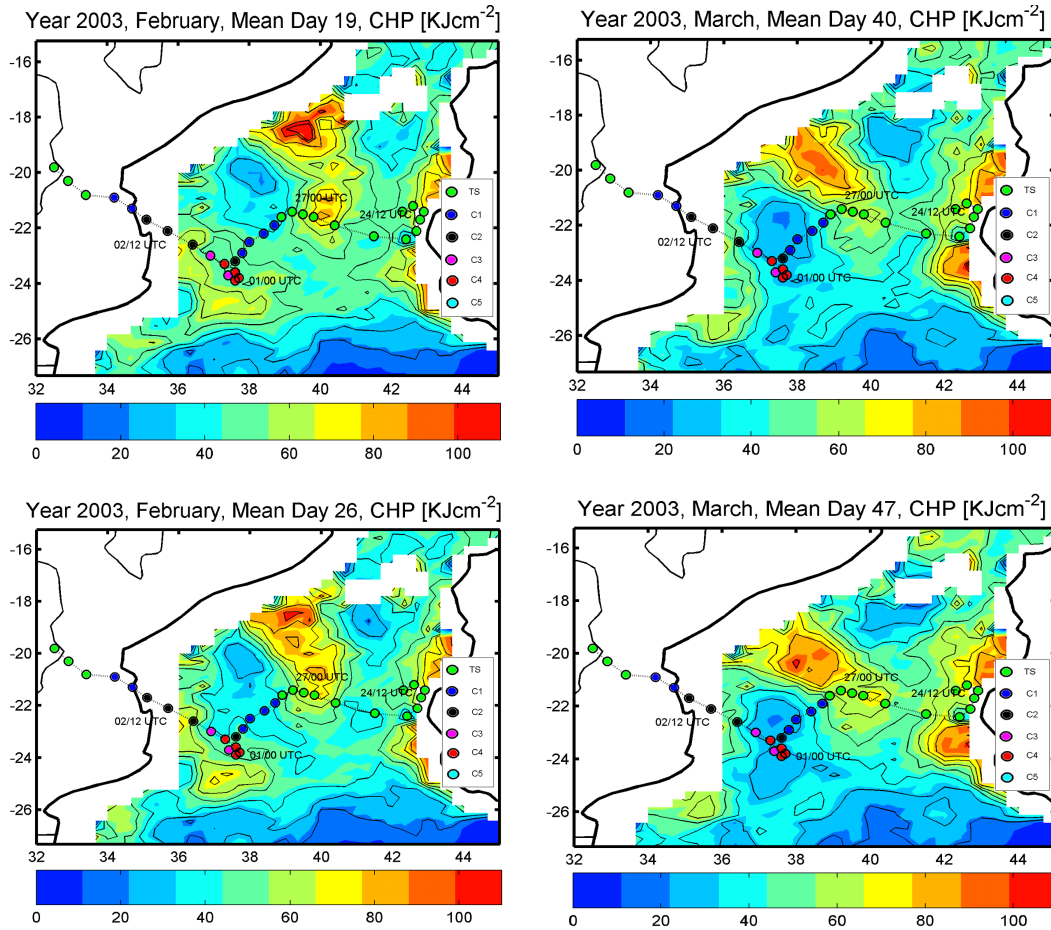 Year 2003, February, Mean Day 19, CHP [KJcm-2]
-16
-18
-20
-22
-24
-26
32
34
36
38
40
42
44
27/00 UTC
24/12 UTC
02/12 UTC
01/00 UTC
TS
C1
C2
C3
C4
C5
0
20
40
60
80
100
Year 2003, March, Mean Day 40, CHP [KJcm-2]
-16
-18
-20
-22
-24
-26
32
34
36
38
40
42
44
27/00 UTC
24/12 UTC
02/12 UTC
01/00 UTC
TS
C1
C2
C3
C4
C5
0
20
40
60
80
100
Year 2003, February, Mean Day 26, CHP [KJcm-2]
-16
-18
-20
-22
-24
-26
32
34
36
38
40
42
44
27/00 UTC
24/12 UTC
02/12 UTC
01/00 UTC
TS
C1
C2
C3
C4
C5
0
20
40
60
80
100
Year 2003, March, Mean Day 47, CHP [KJcm-2]
-16
-18
-20
-22
-24
-26
32
34
36
38
40
42
44
27/00 UTC
24/12 UTC
02/12 UTC
01/00 UTC
TS
C1
C2
C3
C4
C5
0
20
40
60
80
100